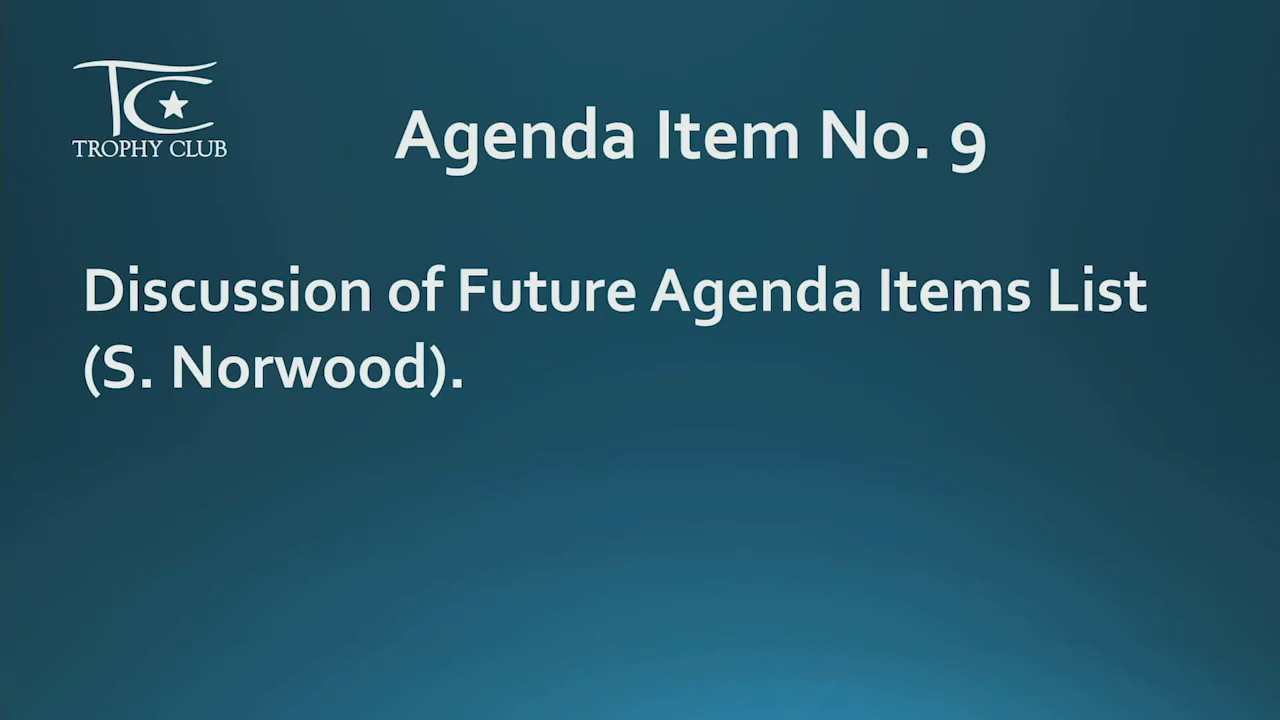 TC
TROPHY CLUB
Agenda Item No. 9
Discussion of Future Agenda Items List
(S. Norwood).